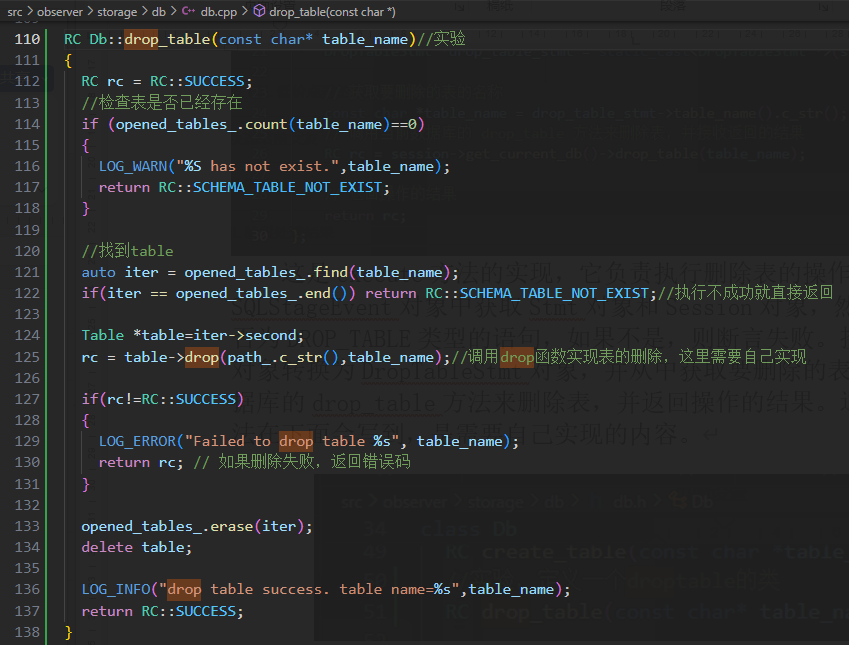 src > observer > storage > db > db.cpp > drop_table(const char *)
110 RC Db::drop_table(const char* table_name)//实验
111 {
112   RC rc = RC::SUCCESS;
113   //检查表是否已经存在
114   if (opened_tables_.count(table_name)==0)
115   {
116     LOG_WARN("%S has not exist.",table_name);
117     return RC::SCHEMA_TABLE_NOT_EXIST;
118   }
119
120   //找到table
121   auto iter = opened_tables_.find(table_name);
122   if(iter == opened_tables_.end()) return RC::SCHEMA_TABLE_NOT_EXIST;//执行不成功就直接返回
123
124   Table *table=iter->second;
125   rc = table->drop(path_.c_str(),table_name);//调用drop函数实现表的删除，这里需要自己实现
126
127   if(rc!=RC::SUCCESS)
128   {
129     LOG_ERROR("Failed to drop table %s", table_name);
130     return rc; // 如果删除失败，返回错误码
131   }
132
133   opened_tables_.erase(iter);
134   delete table;
135
136   LOG_INFO("drop table success. table name=%s",table_name);
137   return RC::SUCCESS;
138 }